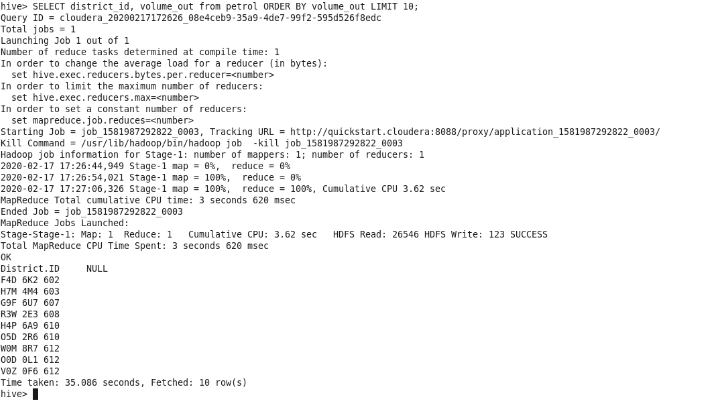 hive> SELECT district_id, volume_out from petrol ORDER BY volume_out LIMIT 10;
Query ID = cloudera_20200217172626_08e4ceb9-35a9-4de7-99f2-595d526f8edc
Total jobs = 1
Launching Job 1 out of 1
Number of reduce tasks determined at compile time: 1
In order to change the average load for a reducer (in bytes):
  set hive.exec.reducers.bytes.per.reducer=<number>
In order to limit the maximum number of reducers:
  set hive.exec.reducers.max=<number>
In order to set a constant number of reducers:
  set mapreduce.job.reduces=<number>
Starting Job = job_1581987292822_0003, Tracking URL = http://quickstart.cloudera:8088/proxy/application_1581987292822_0003/
Kill Command = /usr/lib/hadoop/bin/hadoop job  -kill job_1581987292822_0003
Hadoop job information for Stage-1: number of mappers: 1; number of reducers: 1
2020-02-17 17:26:44,949 Stage-1 map = 0%,  reduce = 0%
2020-02-17 17:26:54,021 Stage-1 map = 100%,  reduce = 0%
2020-02-17 17:27:06,326 Stage-1 map = 100%,  reduce = 100%, Cumulative CPU 3.62 sec
MapReduce Total cumulative CPU time: 3 seconds 620 msec
Ended Job = job_1581987292822_0003
MapReduce Jobs Launched:
Stage-Stage-1: Map: 1  Reduce: 1   Cumulative CPU: 3.62 sec   HDFS Read: 26546 HDFS Write: 123 SUCCESS
Total MapReduce CPU Time Spent: 3 seconds 620 msec
OK
District.ID     NULL
F4D 6K2 602
H7M 4M4 603
G9F 6U7 607
R3W 2E3 608
H4P 6A9 610
O5D 2R6 610
W0M 8R7 612
O0D 0L1 612
V0Z 0F6 612
Time taken: 35.086 seconds, Fetched: 10 row(s)
hive>